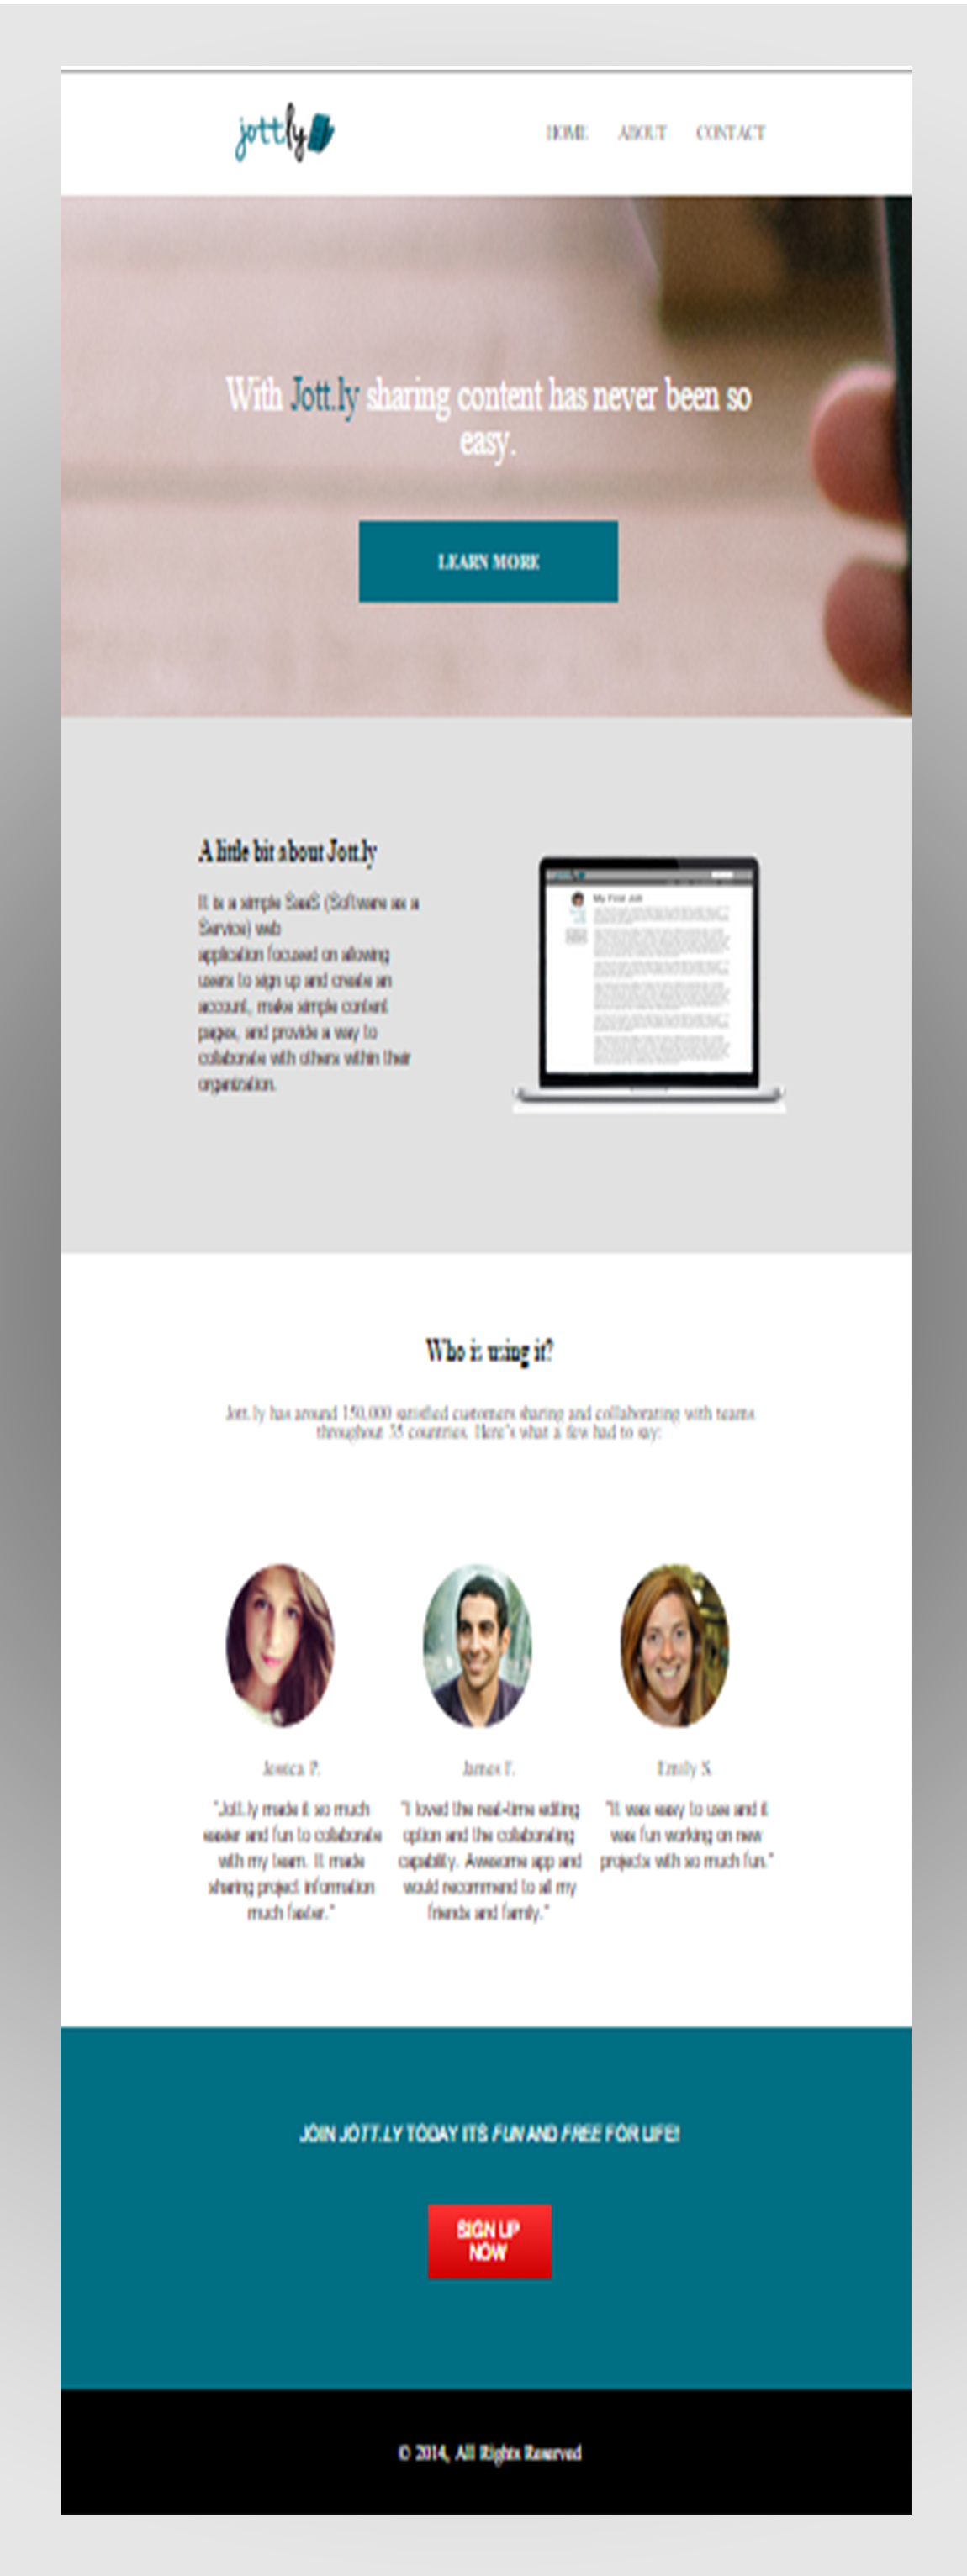 jottly
HOME ABOUT CONTACT
With Jott.ly sharing content has never been so
easy.
LEARN MORE
A little bit about Jott.ly
It is a simple SaaS (Software as a
Service) web
application focused on allowing
users to sign up and create an
account, make simple content
pages, and provide a way to
collaborate with others within their
organization.
My First Jott
Who is using it?
Jott.ly has around 150,000 satisfied customers sharing and collaborating with teams
throughout 35 countries. Here's what a few had to say:
Jessica P.
"Jott.ly made it so much
easier and fun to collaborate
with my team. It made
sharing project information
much faster."
James F.
"I loved the real-time editing
option and the collaborating
capability. Awesome app and
would recommend to all my
friends and family."
Emily S.
"It was easy to use and it
was fun working on new
projects with so much fun."
JOIN JOTT.LY TODAY ITS FUN AND FREE FOR LIFE!
SIGN UP
NOW
© 2014, All Rights Reserved